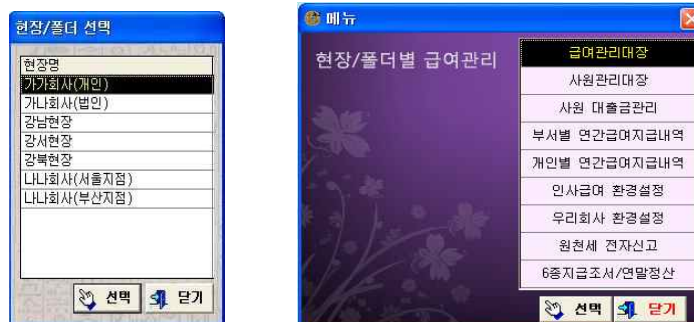 현장/폴더 선택
현장명
가가회사(개인)
가나회사(법인)
강남현장
강서현장
강북현장
나나회사(서울지점)
나나회사(부산지점)
선택 닫기
메뉴
현장/폴더별 급여관리
급여관리대장
사원관리대장
사원 대출금관리
부서별 연간급여지급내역
개인별 연간급여지급내역
인사급여 환경설정
우리회사 환경설정
원천세 전자신고
6종지급조서/연말정산
선택 닫기